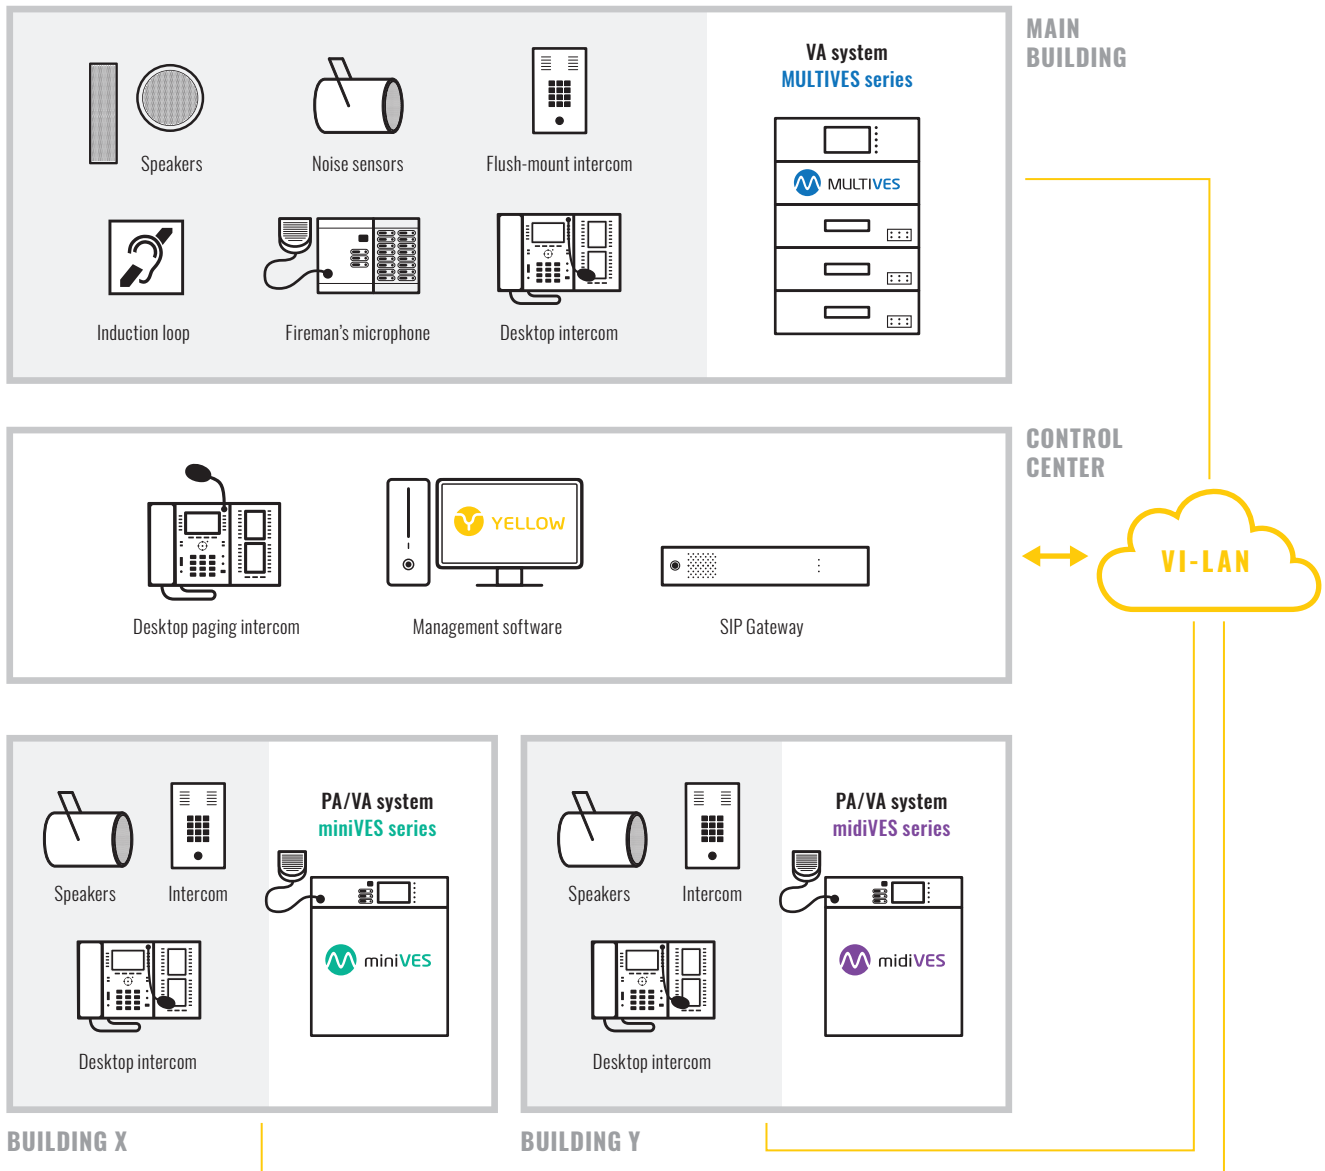 MAIN
BUILDING
VA system
MULTIVES series
MULTIVES
Speakers
Noise sensors
Flush-mount intercom
Induction loop
Fireman's microphone
Desktop intercom
CONTROL
CENTER
YELLOW
VI-LAN
Desktop paging intercom
Management software
SIP Gateway
PA/VA system
miniVES series
Speakers
Intercom
miniVES
Desktop intercom
BUILDING X
PA/VA system
midiVES series
Speakers
Intercom
midiVES
Desktop intercom
BUILDING Y